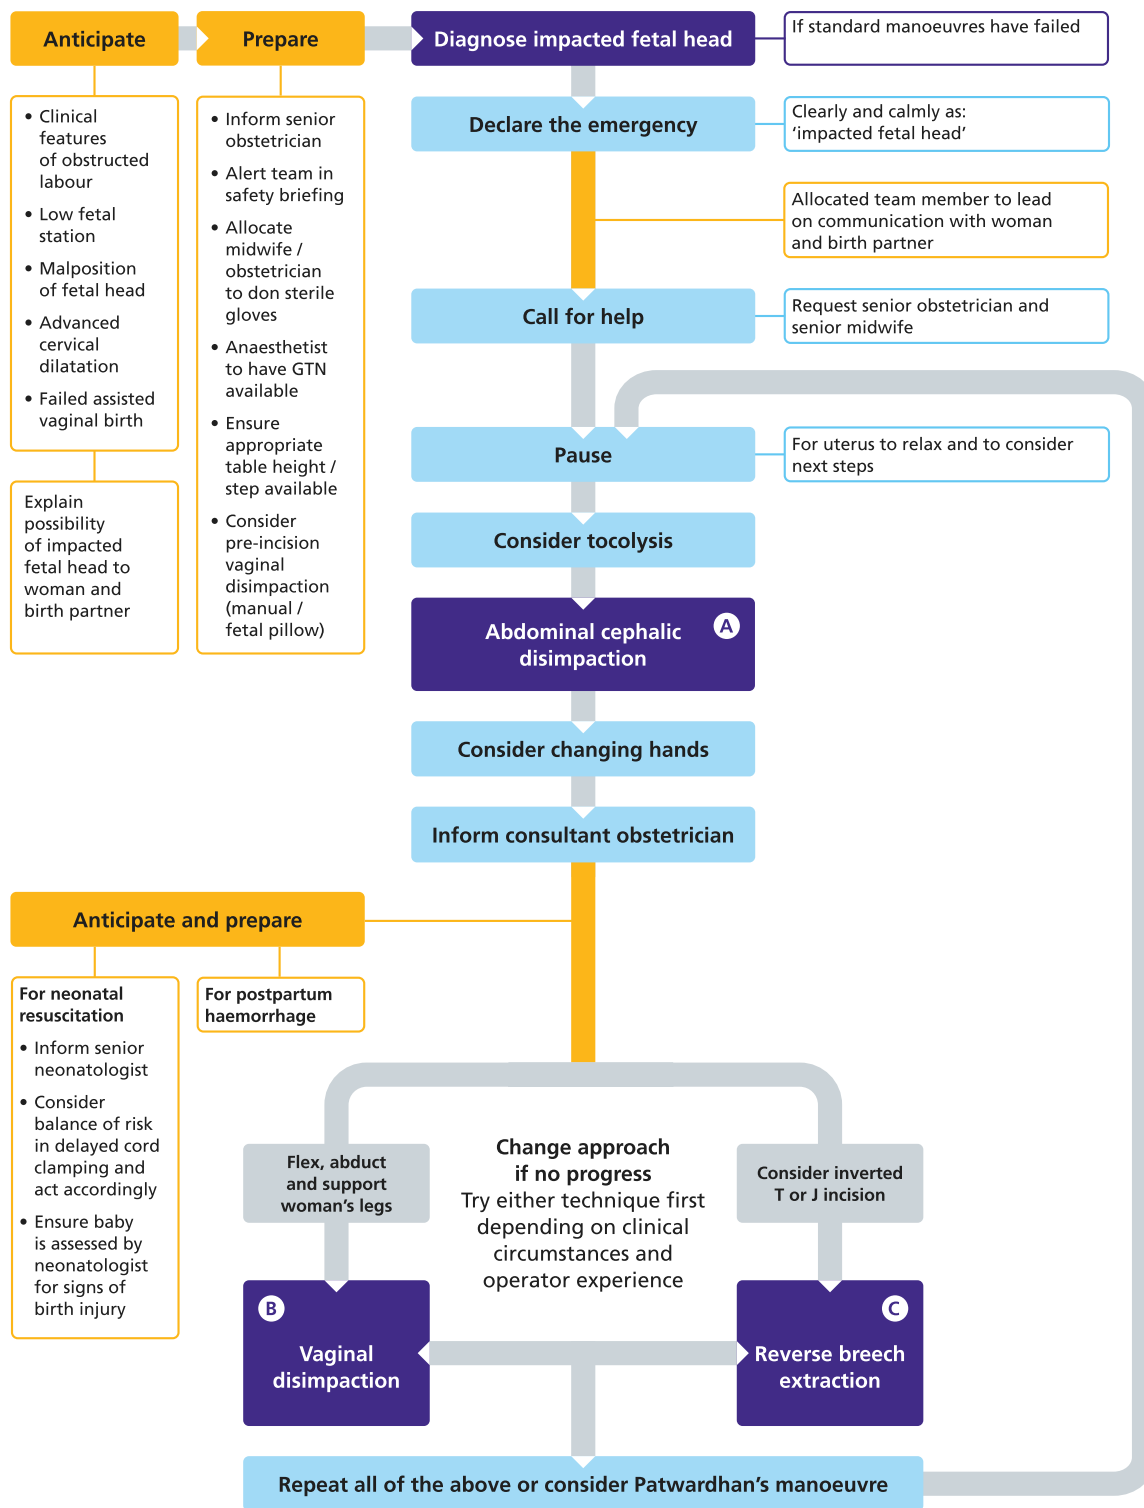 Anticipate
Prepare
Diagnose impacted fetal head
If standard manoeuvres have failed
• Clinical
features
of obstructed
labour
• Low fetal
station
• Malposition
of fetal head
• Advanced
cervical
dilatation
• Failed assisted
vaginal birth
Explain
possibility
of impacted
fetal head to
woman and
birth partner
• Inform senior
obstetrician
• Alert team in
safety briefing
• Allocate
midwife /
obstetrician
to don sterile
gloves
• Anaesthetist
to have GTN
available
• Ensure
appropriate
table height /
step available
• Consider
pre-incision
vaginal
disimpaction
(manual /
fetal pillow)
Declare the emergency
Clearly and calmly as:
‘impacted fetal head’
Allocated team member to lead
on communication with woman
and birth partner
Call for help
Request senior obstetrician and
senior midwife
Pause
For uterus to relax and to consider
next steps
Consider tocolysis
Abdominal cephalic
disimpaction
A
Consider changing hands
Inform consultant obstetrician
Anticipate and prepare
For neonatal
resuscitation
• Inform senior
neonatologist
• Consider
balance of risk
in delayed cord
clamping and
act accordingly
• Ensure baby
is assessed by
neonatologist
for signs of
birth injury
For postpartum
haemorrhage
Flex, abduct
and support
woman’s legs
Change approach
if no progress
Try either technique first
depending on clinical
circumstances and
operator experience
Consider inverted
T or J incision
B
Vaginal
disimpaction
C
Reverse breech
extraction
Repeat all of the above or consider Patwardhan’s manoeuvre